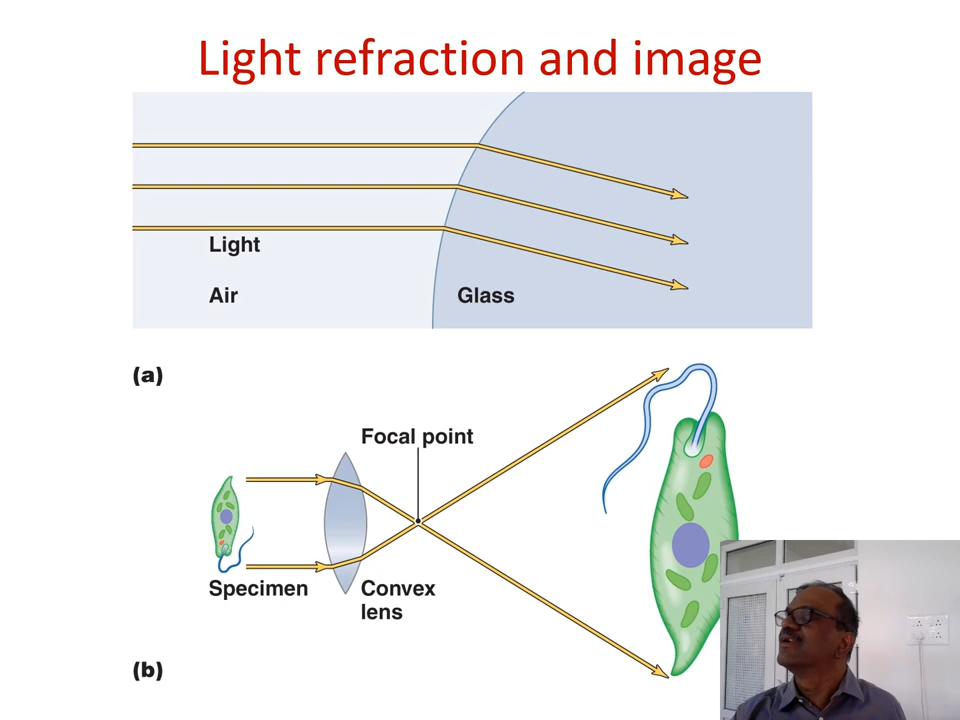 Light refraction and image
Light
Air
Glass
(a)
Focal point
Specimen
Convex
lens
(b)